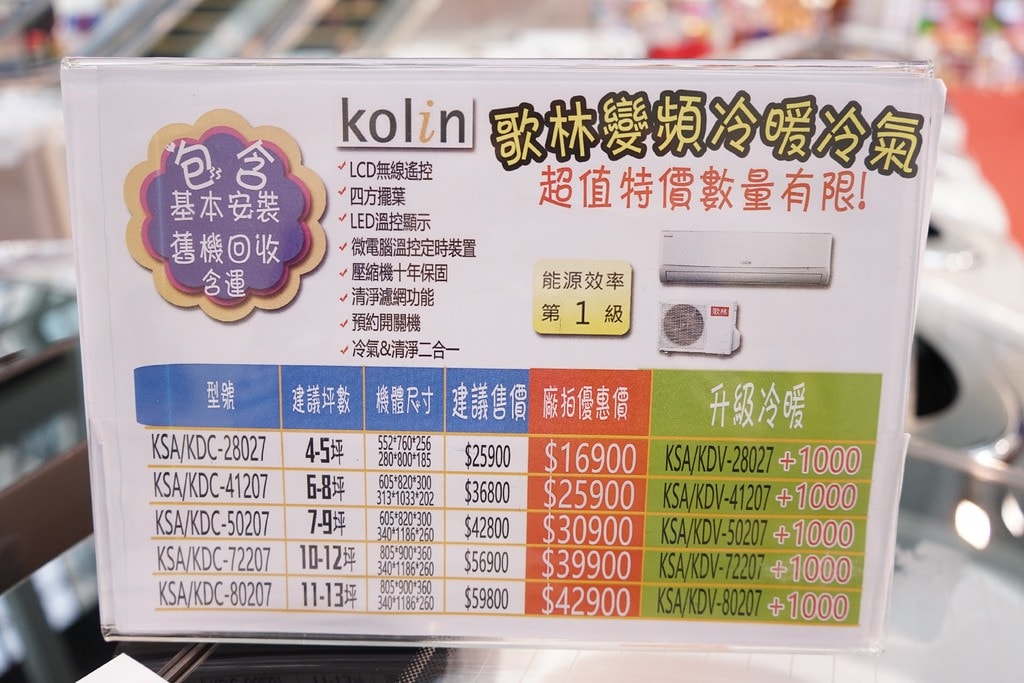 包含
基本安裝
舊機回收
含運
kolin
歌林變頻冷暖冷氣
超值特價數量有限!
LCD無線遙控
四方擺葉
LED溫控顯示
微電腦溫控定時裝置
壓縮機十年保固
清淨濾網功能
預約開關機
冷氣&清淨二合一
能源效率
第1級
歌林
型號 建議坪數 機體尺寸 建議售價 廠拍優惠價 升級冷暖
KSA/KDC-28027 4-5坪 552*760*256 280*800*185 $25900 $16900 KSA/KDV-28027 +1000
KSA/KDC-41207 6-8坪 605*820*300 313*1033*202 $36800 $25900 KSA/KDV-41207 +1000
KSA/KDC-50207 7-9坪 605*820*300 340*1186*260 $42800 $30900 KSA/KDV-50207 +1000
KSA/KDC-72207 10-12坪 805*900*360 340*1186*260 $56900 $39900 KSA/KDV-72207 +1000
KSA/KDC-80207 11-13坪 805*900*360 340*1186*260 $59800 $42900 KSA/KDV-80207 +1000